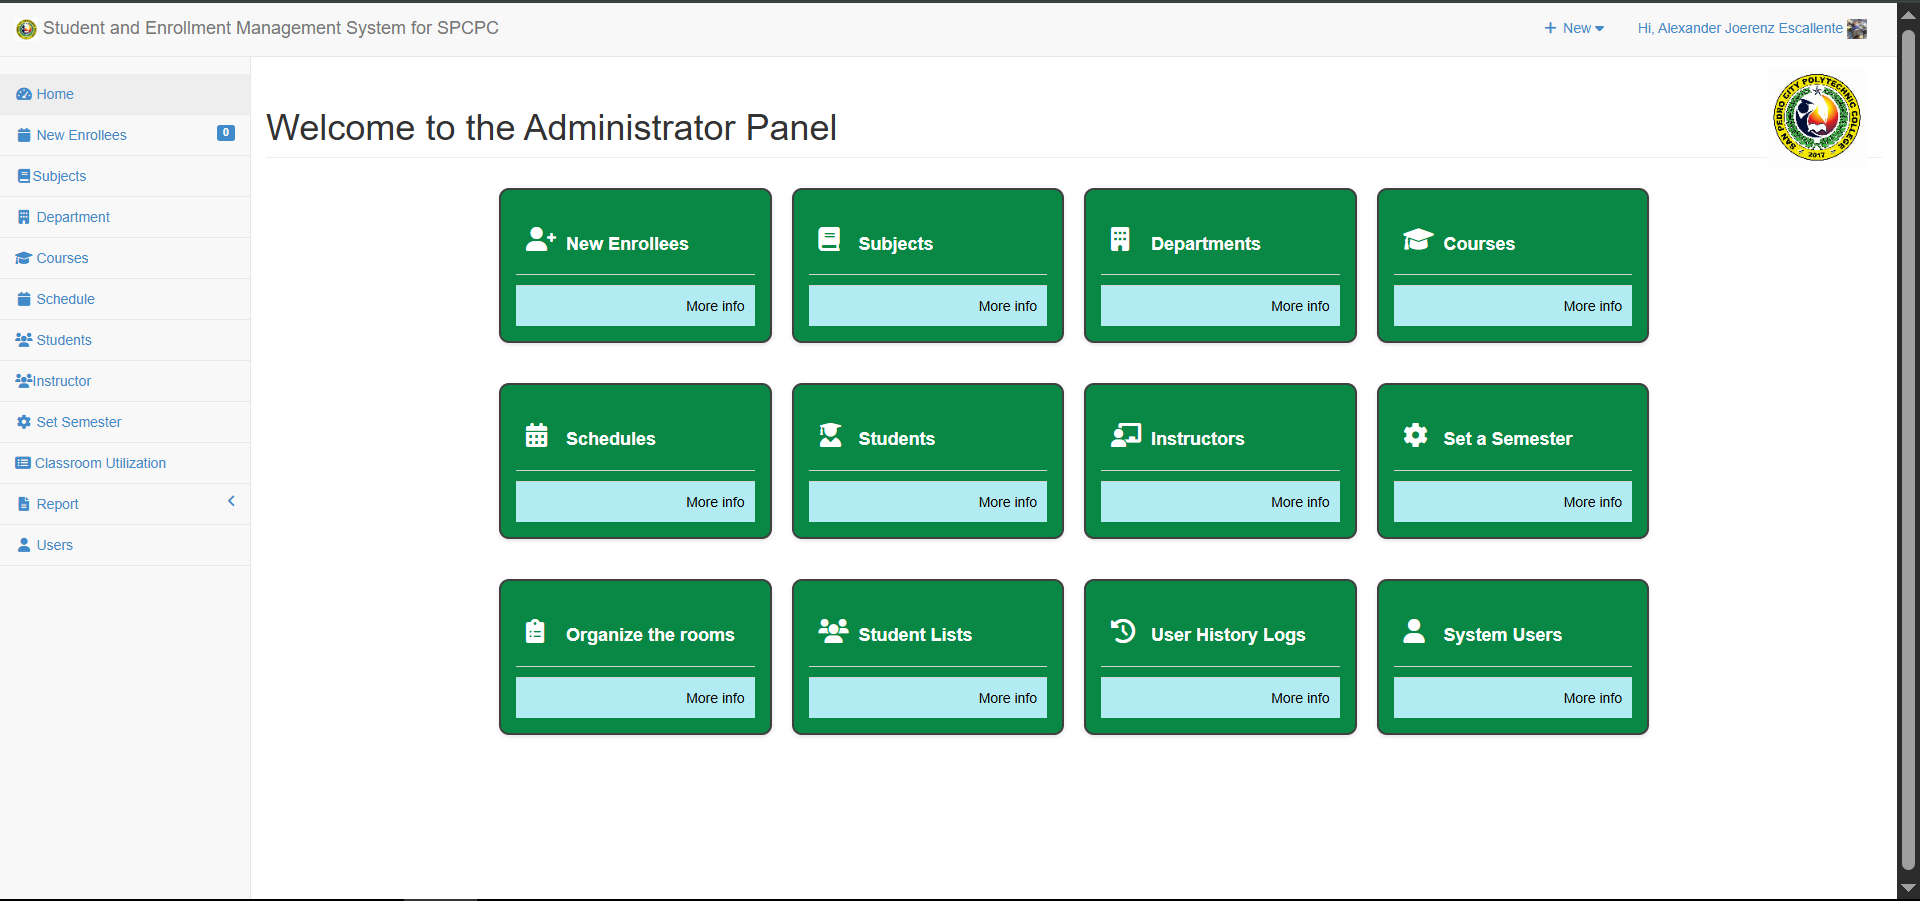 Student and Enrollment Management System for SPCPC
New
Hi, Alexander Joerenz Escallente
Home
New Enrollees 0
Subjects
Department
Courses
Schedule
Students
Instructor
Set Semester
Classroom Utilization
Report
Users
Welcome to the Administrator Panel
SAN PEDRO CITY POLYTECHNIC COLLEGE
2017
New Enrollees
More info
Subjects
More info
Departments
More info
Courses
More info
Schedules
More info
Students
More info
Instructors
More info
Set a Semester
More info
Organize the rooms
More info
Student Lists
More info
User History Logs
More info
System Users
More info